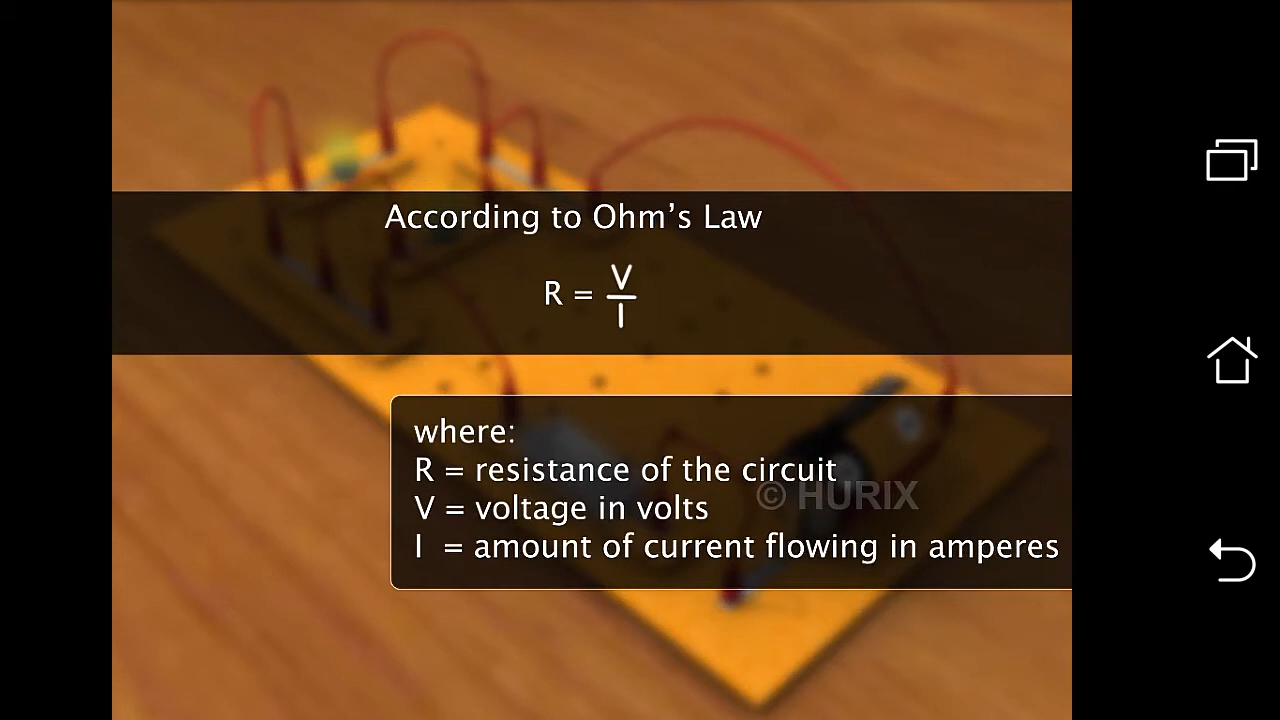 According to Ohm’s Law
R = V/I
where:
R = resistance of the circuit
V = voltage in volts
© HURIX
I = amount of current flowing in amperes